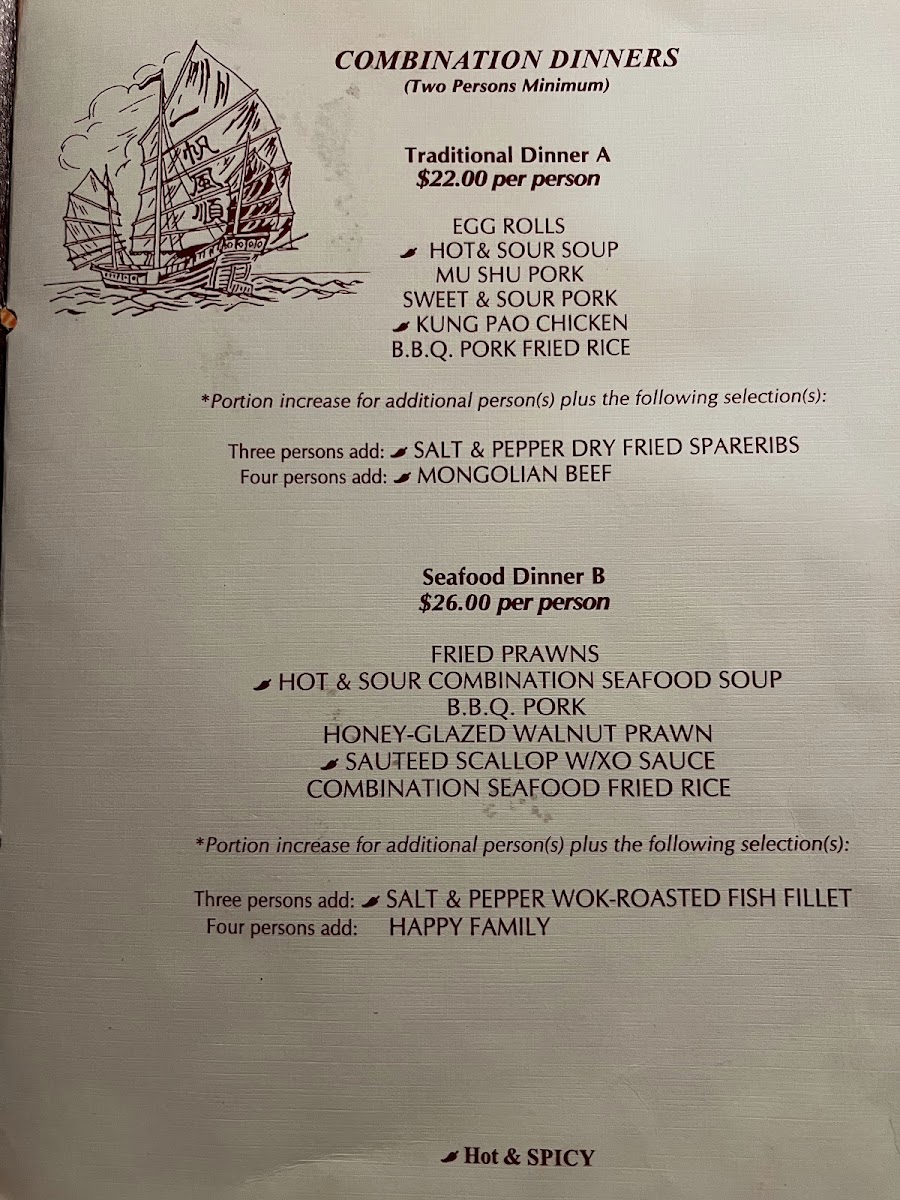 COMBINATION DINNERS
(Two Persons Minimum)
一帆風順
Traditional Dinner A
$22.00 per person
EGG ROLLS
HOT& SOUR SOUP
MU SHU PORK
SWEET & SOUR PORK
KUNG PAO CHICKEN
B.B.Q. PORK FRIED RICE
*Portion increase for additional person(s) plus the following selection(s):
Three persons add: SALT & PEPPER DRY FRIED SPARERIBS
Four persons add: MONGOLIAN BEEF
Seafood Dinner B
$26.00 per person
FRIED PRAWNS
HOT & SOUR COMBINATION SEAFOOD SOUP
B.B.Q. PORK
HONEY-GLAZED WALNUT PRAWN
SAUTEED SCALLOP W/XO SAUCE
COMBINATION SEAFOOD FRIED RICE
*Portion increase for additional person(s) plus the following selection(s):
Three persons add: SALT & PEPPER WOK-ROASTED FISH FILLET
Four persons add: HAPPY FAMILY
Hot & SPICY